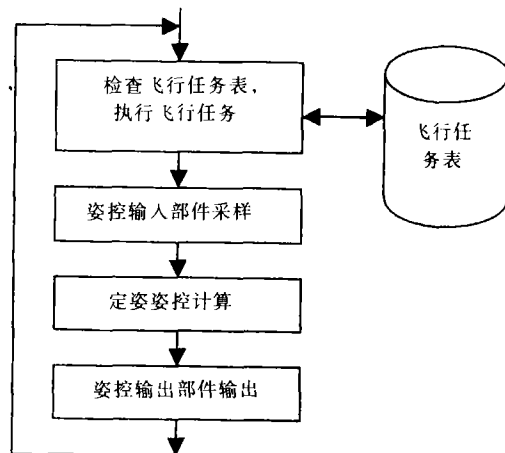 检查飞行任务表，
执行飞行任务
飞行任
务表
姿控输入部件采样
定姿姿控计算
姿控输出部件输出